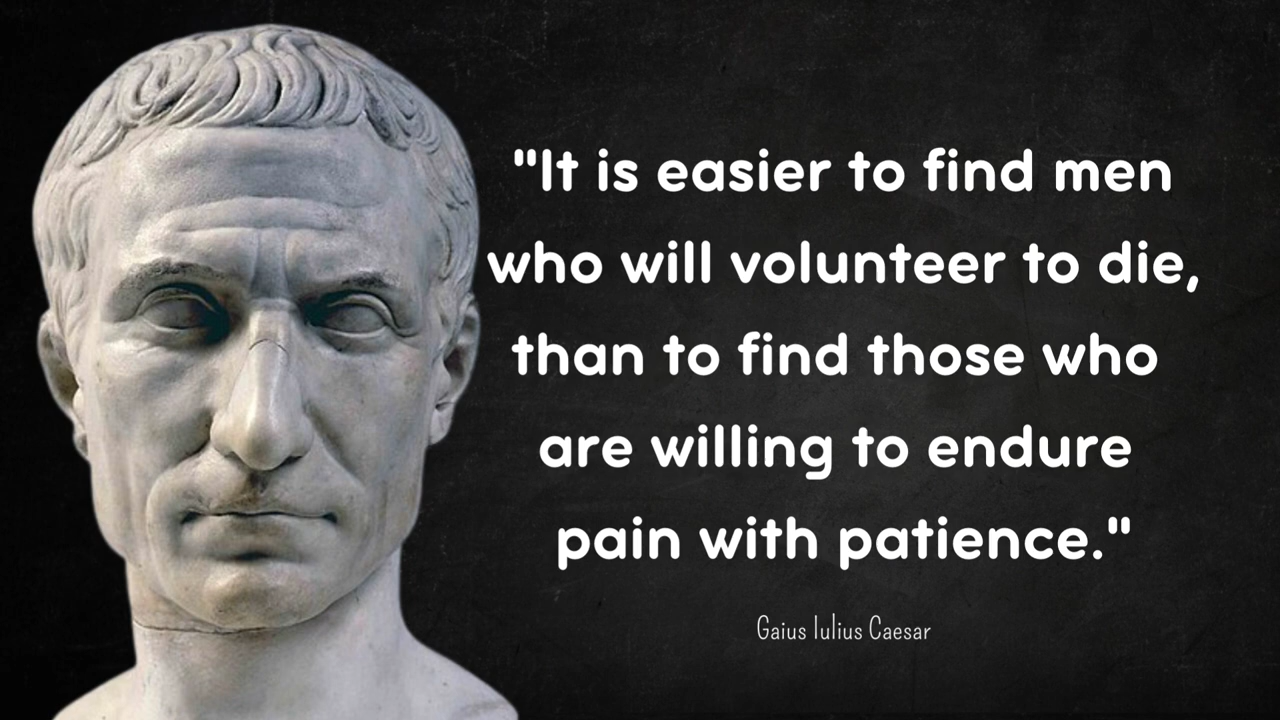 "It is easier to find men
who will volunteer to die,
than to find those who
are willing to endure
pain with patience."
Gaius Iulius Caesar